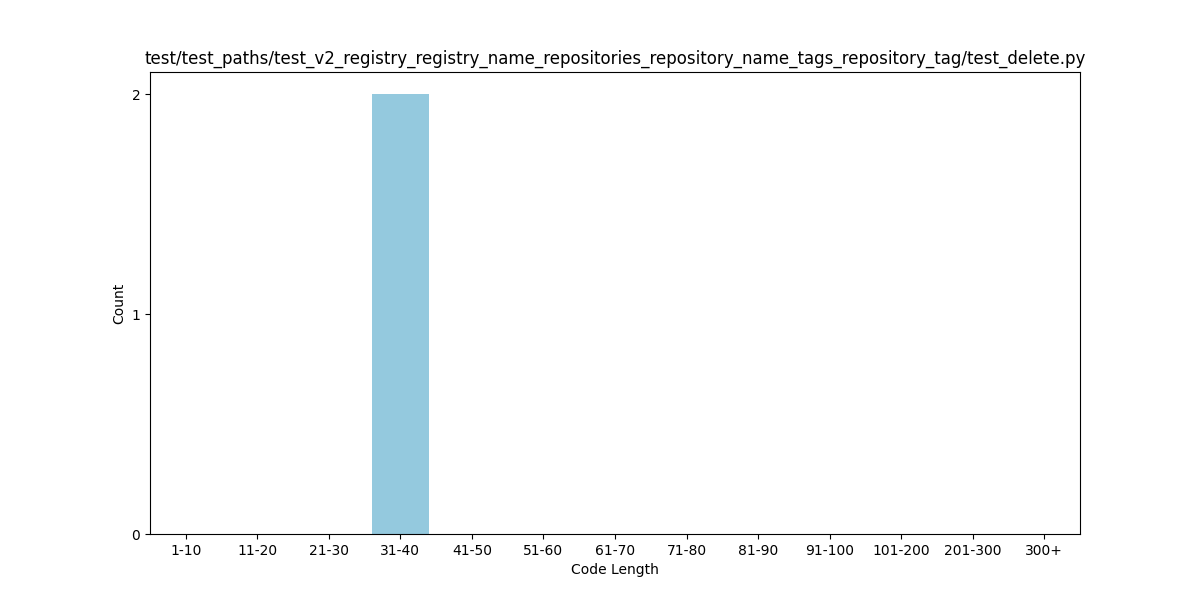 test/test_paths/test_v2_registry_registry_name_repositories_repository_name_tags_repository_tag/test_delete.py
2
1
0
Count
1-10 11-20 21-30 31-40 41-50 51-60 61-70 71-80 81-90 91-100 101-200 201-300 300+
Code Length